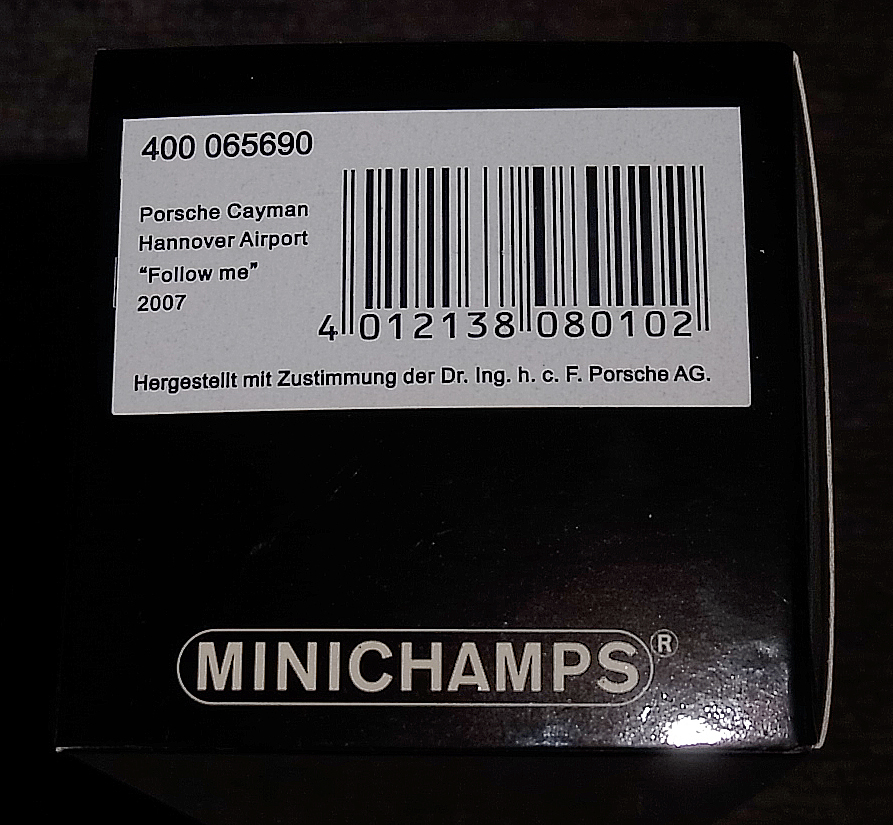 400 065690
Porsche Cayman
Hannover Airport
“Follow me”
2007
4 012138 080102
Hergestellt mit Zustimmung der Dr. Ing. h. c. F. Porsche AG.
MINICHAMPS®